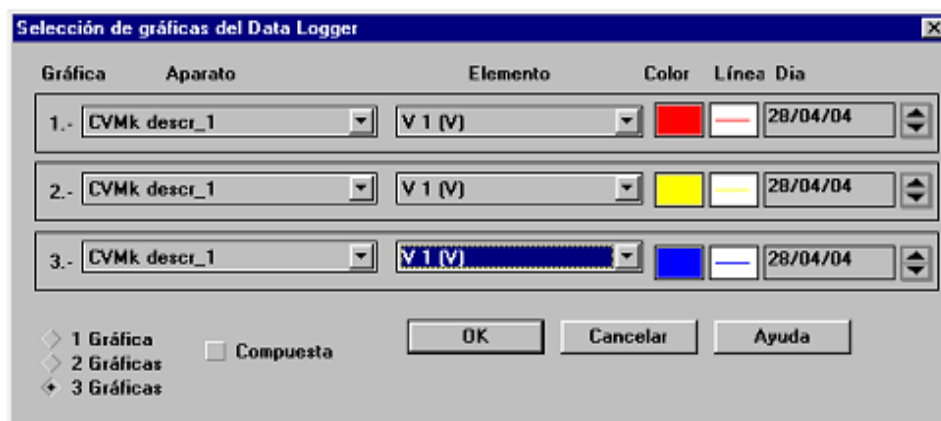 Selección de gráficas del Data Logger
Gráfica Aparato Elemento Color Línea Dia
1.- CVMk descr_1 V 1 (V) 28/04/04
2.- CVMk descr_1 V 1 (V) 28/04/04
3.- CVMk descr_1 V 1 (V) 28/04/04
1 Gráfica
2 Gráficas
3 Gráficas
Compuesta
OK Cancelar Ayuda